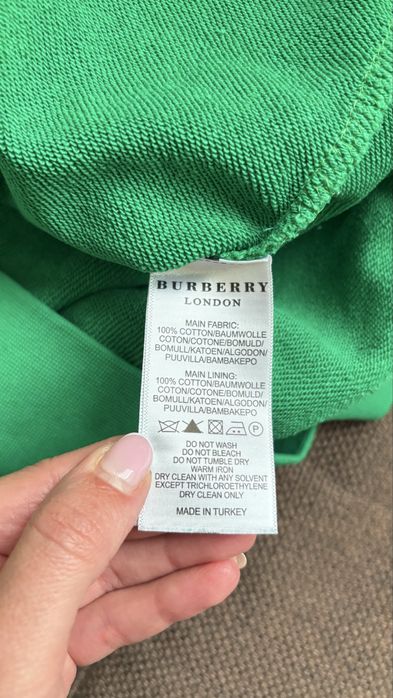 BURBERRY
LONDON
MAIN FABRIC:
100% COTTON/BAUMWOLLE
COTON/COTONE/BOMULD/
BOMULL/KATOEN/ALGODON/
PUUVILLA/BAMBAKEPO
MAIN LINING:
100% COTTON/BAUMWOLLE
COTON/COTONE/BOMULD/
BOMULL/KATOEN/ALGODON/
PUUVILLA/BAMBAKEPO
P
DO NOT WASH
DO NOT BLEACH
DO NOT TUMBLE DRY
WARM IRON
DRY CLEAN WITH ANY SOLVENT
EXCEPT TRICHLOROETHYLENE
DRY CLEAN ONLY
MADE IN TURKEY